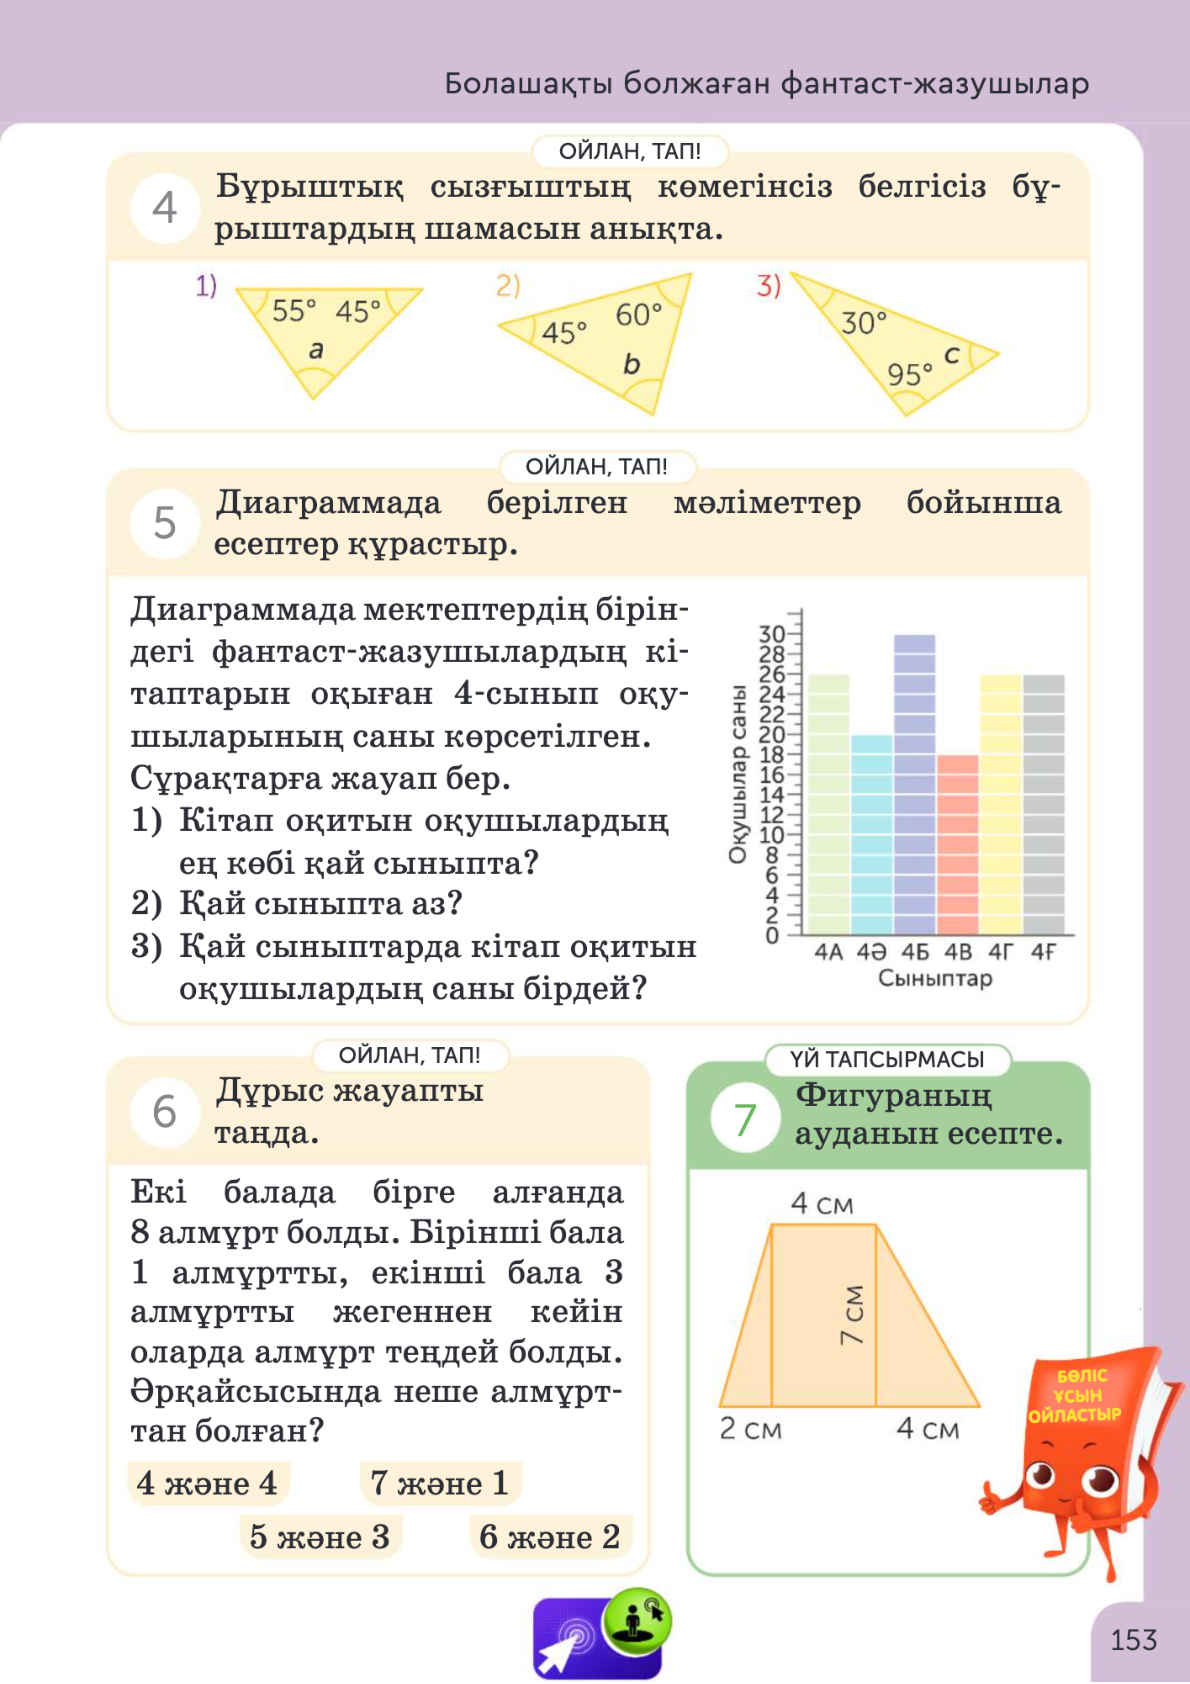 Болашақты болжаған фантаст-жазушылар
ОЙЛАН, ТАП!
4
Бұрыштық сызғыштың көмегінсіз белгісіз бұ-
рыштардың шамасын анықта.
1)
55° 45°
a
2)
45°
60°
b
3)
30°
95°
c
ОЙЛАН, ТАП!
5
Диаграммада берілген мәліметтер бойынша
есептер құрастыр.
Диаграммада мектептердің бірін-
дегі фантаст-жазушылардың кі-
таптарын оқыған 4-сынып оқу-
шыларының саны көрсетілген.
Сұрақтарға жауап бер.
1) Кітап оқитын оқушылардың
ең көбі қай сыныпта?
2) Қай сыныпта аз?
3) Қай сыныптарда кітап оқитын
оқушылардың саны бірдей?
Оқушылар саны
30
28
26
24
22
20
18
16
14
12
10
8
6
4
2
0
4А 4Ә 4Б 4В 4Г 4Ғ
Сыныптар
ОЙЛАН, ТАП!
6
Дұрыс жауапты
таңда.
Екі балада бірге алғанда
8 алмұрт болды. Бірінші бала
1 алмұртты, екінші бала 3
алмұртты жегеннен кейін
оларда алмұрт теңдей болды.
Әрқайсысында неше алмұрт-
тан болған?
4 және 4
7 және 1
5 және 3
6 және 2
ҮЙ ТАПСЫРМАСЫ
7
Фигураның
ауданын есепте.
4 см
7 см
2 см
4 см
БӨЛІС
ҰСЫН
ОЙЛАСТЫР
153